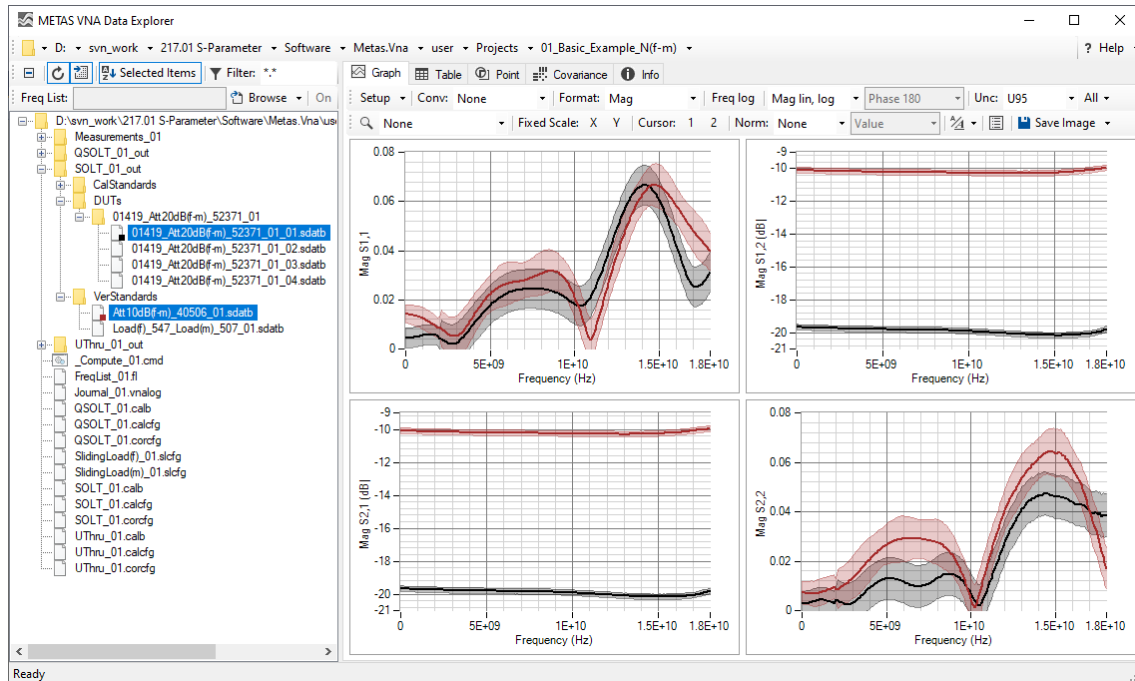 METAS VNA Data Explorer
D: svn_work 217.01 S-Parameter Software Metas.Vna user Projects 01_Basic_Example_N(f-m) ? Help
Selected Items Filter: *.*
Freq List: Browse On
D:\svn_work\217.01 S-Parameter\Software\Metas.Vna\use
Measurements_01
QSOLT_01_out
SOLT_01_out
CalStandards
DUTs
01419_Att20dB(f-m)_52371_01
01419_Att20dB(f-m)_52371_01_01.sdatb
01419_Att20dB(f-m)_52371_01_02.sdatb
01419_Att20dB(f-m)_52371_01_03.sdatb
01419_Att20dB(f-m)_52371_01_04.sdatb
VerStandards
Att10dB(f-m)_40506_01.sdatb
Load(f)_547_Load(m)_507_01.sdatb
UThru_01_out
_Compute_01.cmd
FreqList_01.fl
Journal_01.vnalog
QSOLT_01.calb
QSOLT_01.calcfg
QSOLT_01.corcfg
SlidingLoad(f)_01.slcfg
SlidingLoad(m)_01.slcfg
SOLT_01.calb
SOLT_01.calcfg
SOLT_01.corcfg
UThru_01.calb
UThru_01.calcfg
UThru_01.corcfg
Graph Table Point Covariance Info
Setup Conv: None Format: Mag Freq log Mag lin, log Phase 180 Unc: U95 All
None Fixed Scale: X Y Cursor: 1 2 Norm: None Value Save Image
0.08
0.06
0.04
0.02
0
Mag S1,1
0 5E+09 1E+10 1.5E+10 1.8E+10
Frequency (Hz)
-9
-10
-12
-14
-16
-18
-20
-21
Mag S1,2 [dB]
0 5E+09 1E+10 1.5E+10 1.8E+10
Frequency (Hz)
-9
-10
-12
-14
-16
-18
-20
-21
Mag S2,1 [dB]
0 5E+09 1E+10 1.5E+10 1.8E+10
Frequency (Hz)
0.08
0.06
0.04
0.02
0
Mag S2,2
0 5E+09 1E+10 1.5E+10 1.8E+10
Frequency (Hz)
Ready